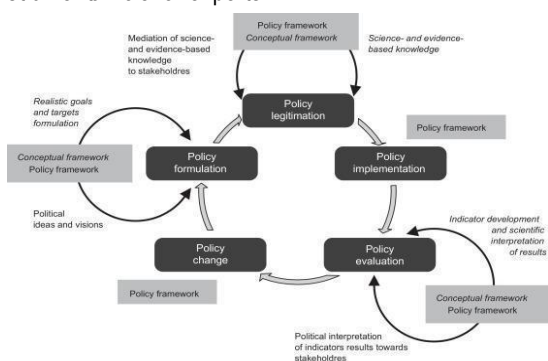 Policy framework
Conceptual framework
Mediation of science-
and evidence-based
knowledge
to stakeholdres
Science- and evidence-
based knowledge
Policy
legitimation
Realistic goals
and targets
formulation
Policy framework
Conceptual framework
Policy framework
Policy
formulation
Policy
implementation
Political
ideas and visions
Indicator development
and scientific
interpretation
of results
Policy
change
Policy
evaluation
Policy framework
Conceptual framework
Policy framework
Political interpretation
of indicators results towards
stakeholdres